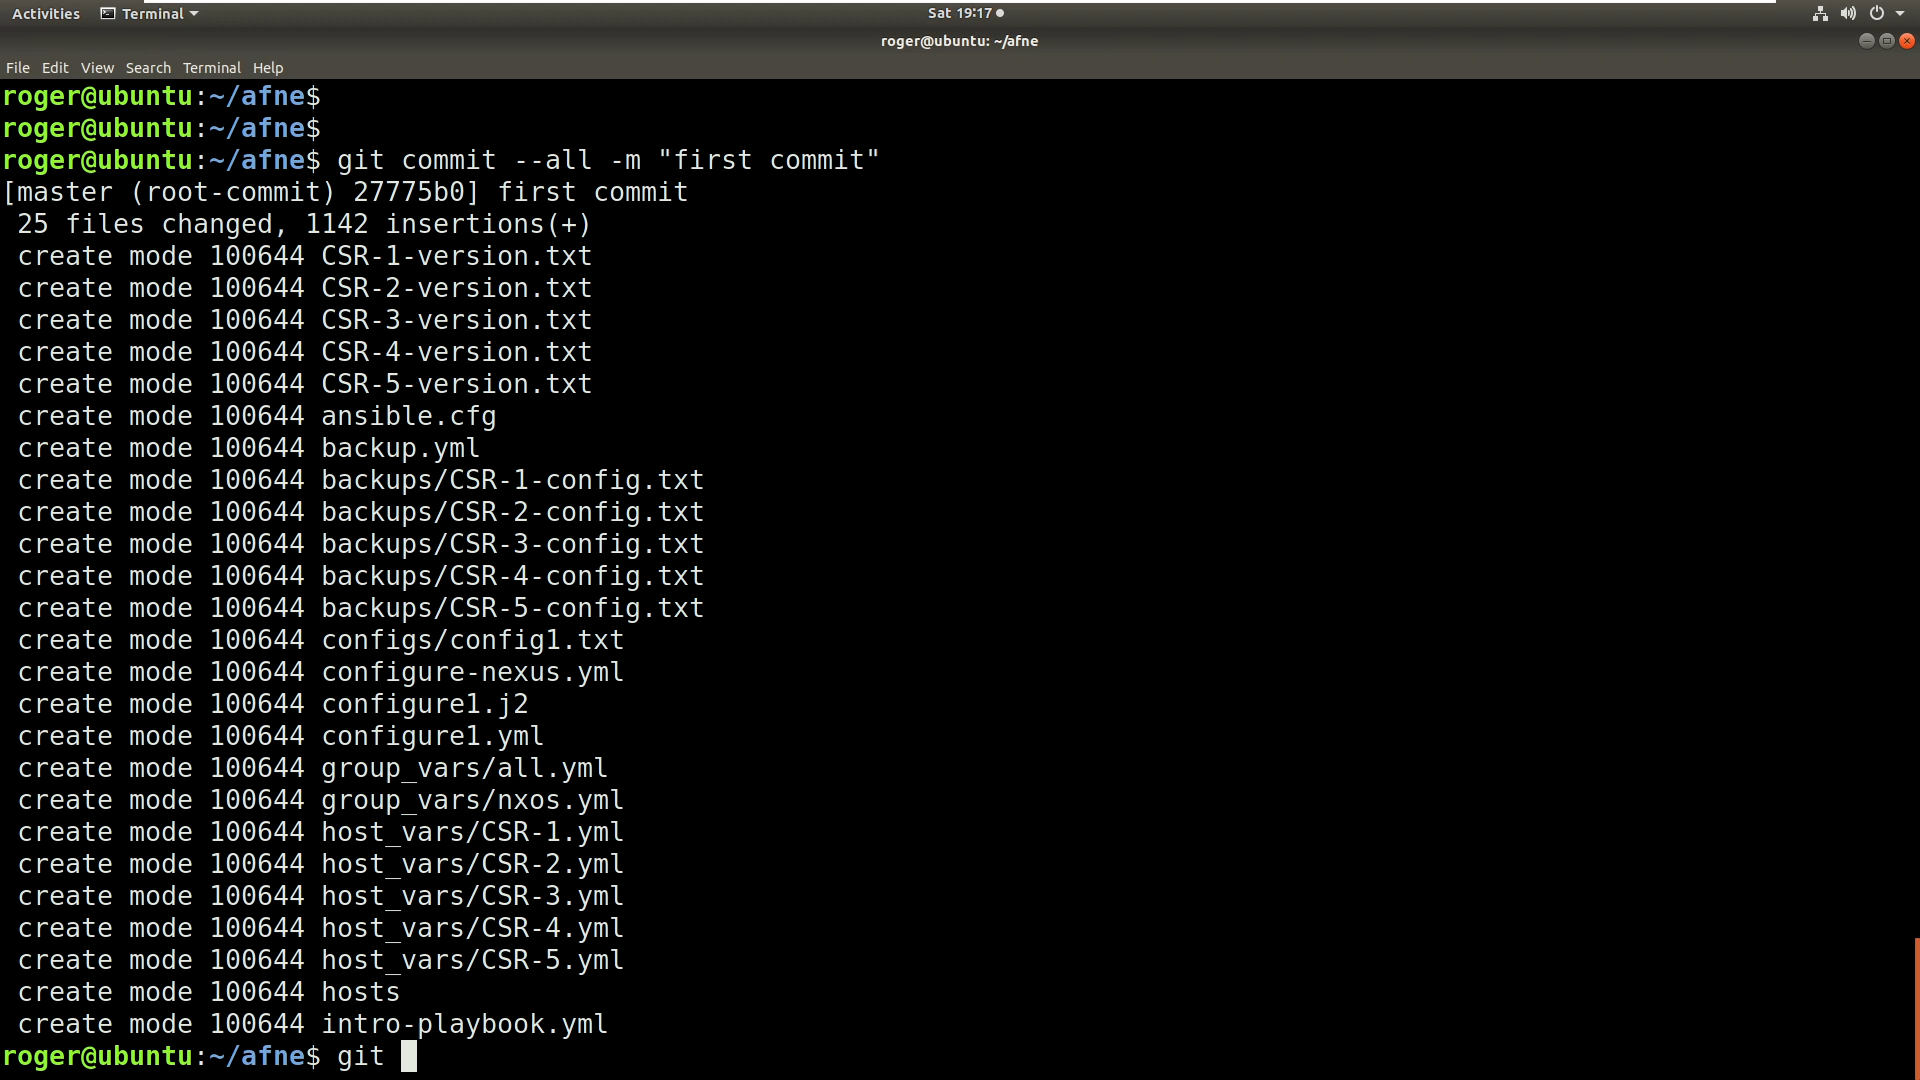 Activities Terminal Sat 19:17
roger@ubuntu: ~/afne
File Edit View Search Terminal Help
roger@ubuntu:~/afne$
roger@ubuntu:~/afne$
roger@ubuntu:~/afne$ git commit --all -m "first commit"
[master (root-commit) 27775b0] first commit
 25 files changed, 1142 insertions(+)
 create mode 100644 CSR-1-version.txt
 create mode 100644 CSR-2-version.txt
 create mode 100644 CSR-3-version.txt
 create mode 100644 CSR-4-version.txt
 create mode 100644 CSR-5-version.txt
 create mode 100644 ansible.cfg
 create mode 100644 backup.yml
 create mode 100644 backups/CSR-1-config.txt
 create mode 100644 backups/CSR-2-config.txt
 create mode 100644 backups/CSR-3-config.txt
 create mode 100644 backups/CSR-4-config.txt
 create mode 100644 backups/CSR-5-config.txt
 create mode 100644 configs/config1.txt
 create mode 100644 configure-nexus.yml
 create mode 100644 configure1.j2
 create mode 100644 configure1.yml
 create mode 100644 group_vars/all.yml
 create mode 100644 group_vars/nxos.yml
 create mode 100644 host_vars/CSR-1.yml
 create mode 100644 host_vars/CSR-2.yml
 create mode 100644 host_vars/CSR-3.yml
 create mode 100644 host_vars/CSR-4.yml
 create mode 100644 host_vars/CSR-5.yml
 create mode 100644 hosts
 create mode 100644 intro-playbook.yml
roger@ubuntu:~/afne$ git